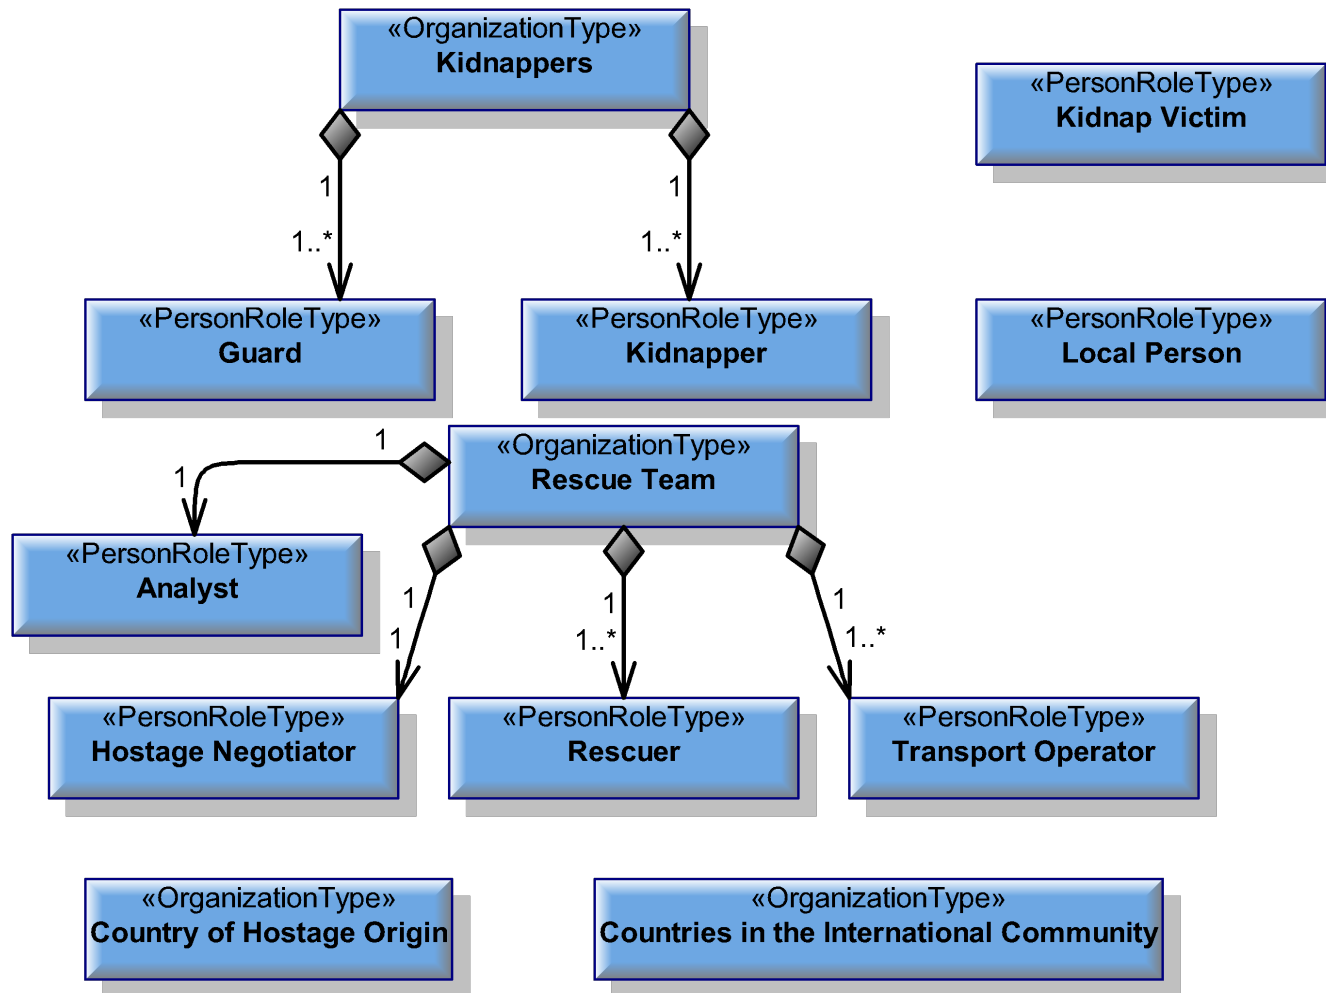 «OrganizationType»
Kidnappers
«PersonRoleType»
Kidnap Victim
1
1
1..*
1..*
«PersonRoleType»
Guard
«PersonRoleType»
Kidnapper
«PersonRoleType»
Local Person
1
«OrganizationType»
Rescue Team
1
«PersonRoleType»
Analyst
1
1
1
1
1..*
1..*
«PersonRoleType»
Hostage Negotiator
«PersonRoleType»
Rescuer
«PersonRoleType»
Transport Operator
«OrganizationType»
Country of Hostage Origin
«OrganizationType»
Countries in the International Community